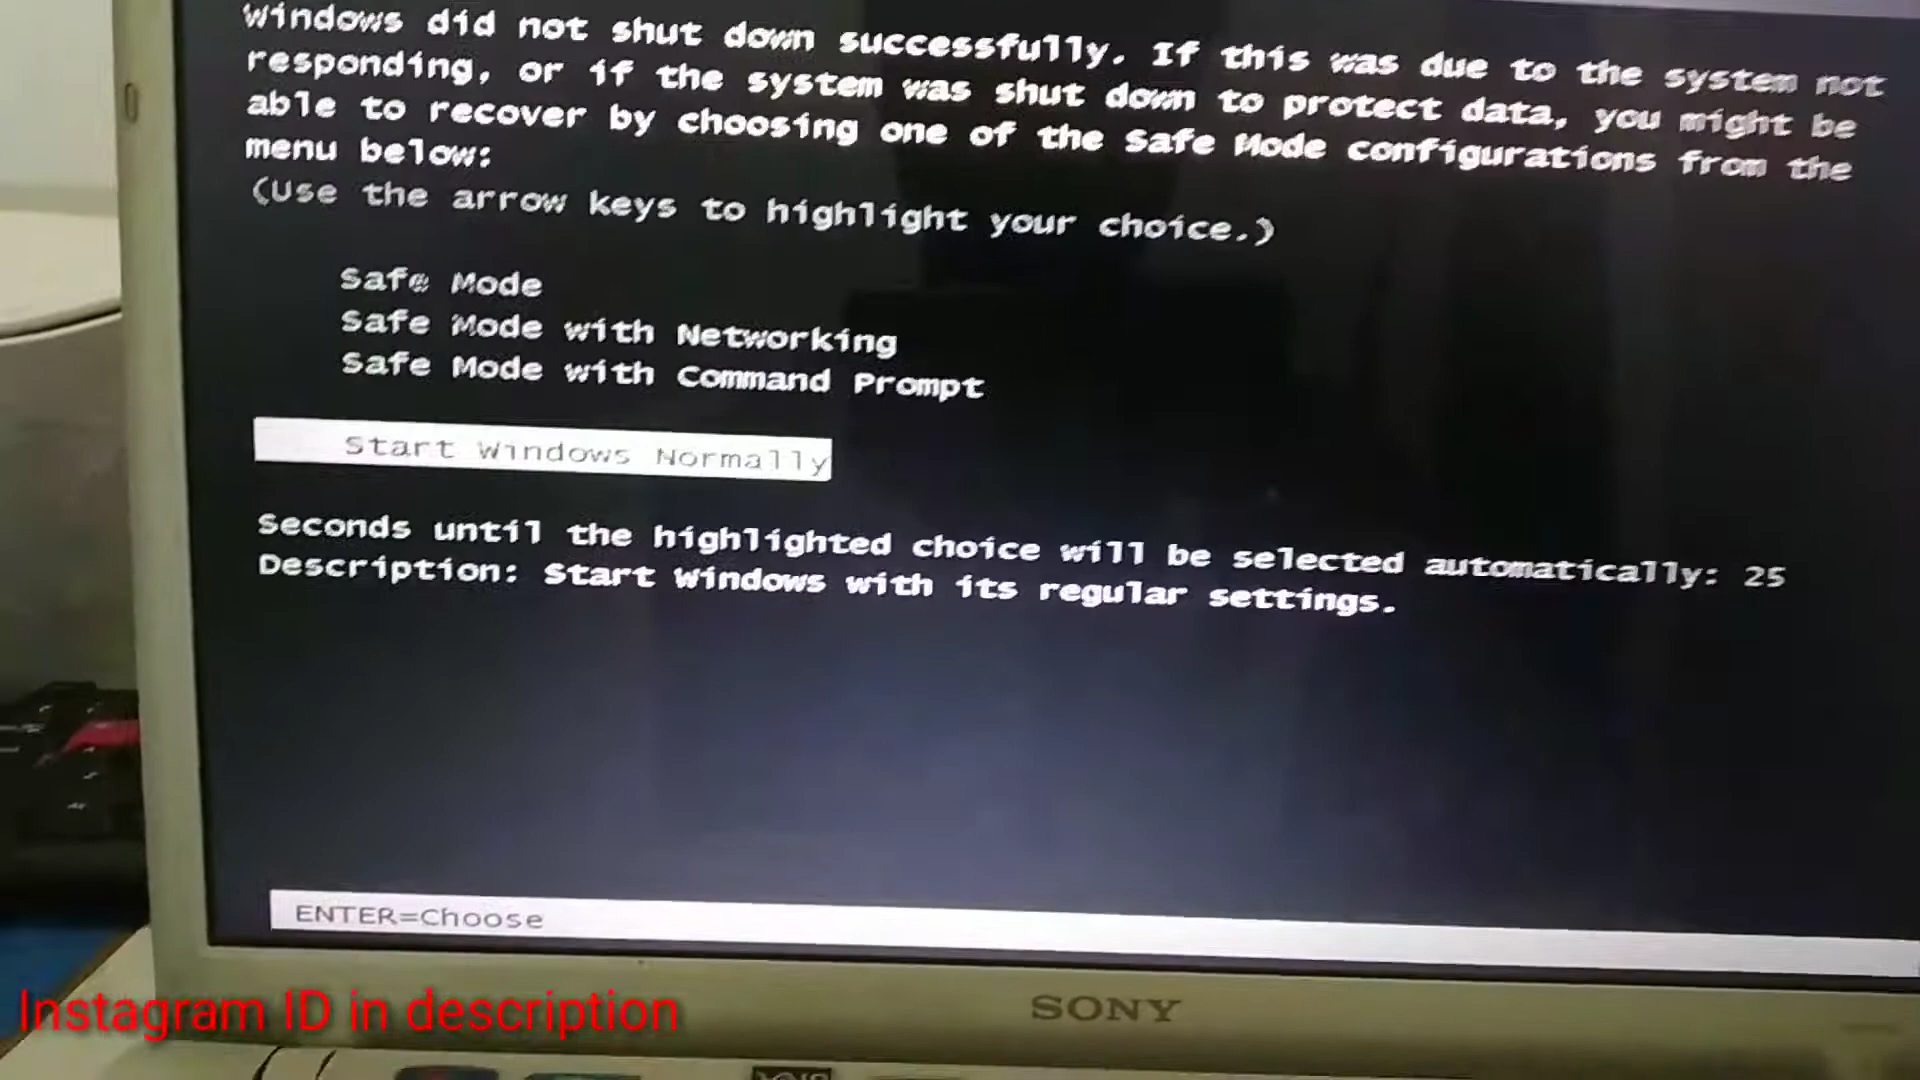 Windows did not shut down successfully. If this was due to the system not
responding, or if the system was shut down to protect data, you might be
able to recover by choosing one of the Safe Mode configurations from the
menu below:
(Use the arrow keys to highlight your choice.)
Safe Mode
Safe Mode with Networking
Safe Mode with Command Prompt
Start Windows Normally
Seconds until the highlighted choice will be selected automatically: 25
Description: Start Windows with its regular settings.
ENTER=Choose
SONY
Instagram ID in description